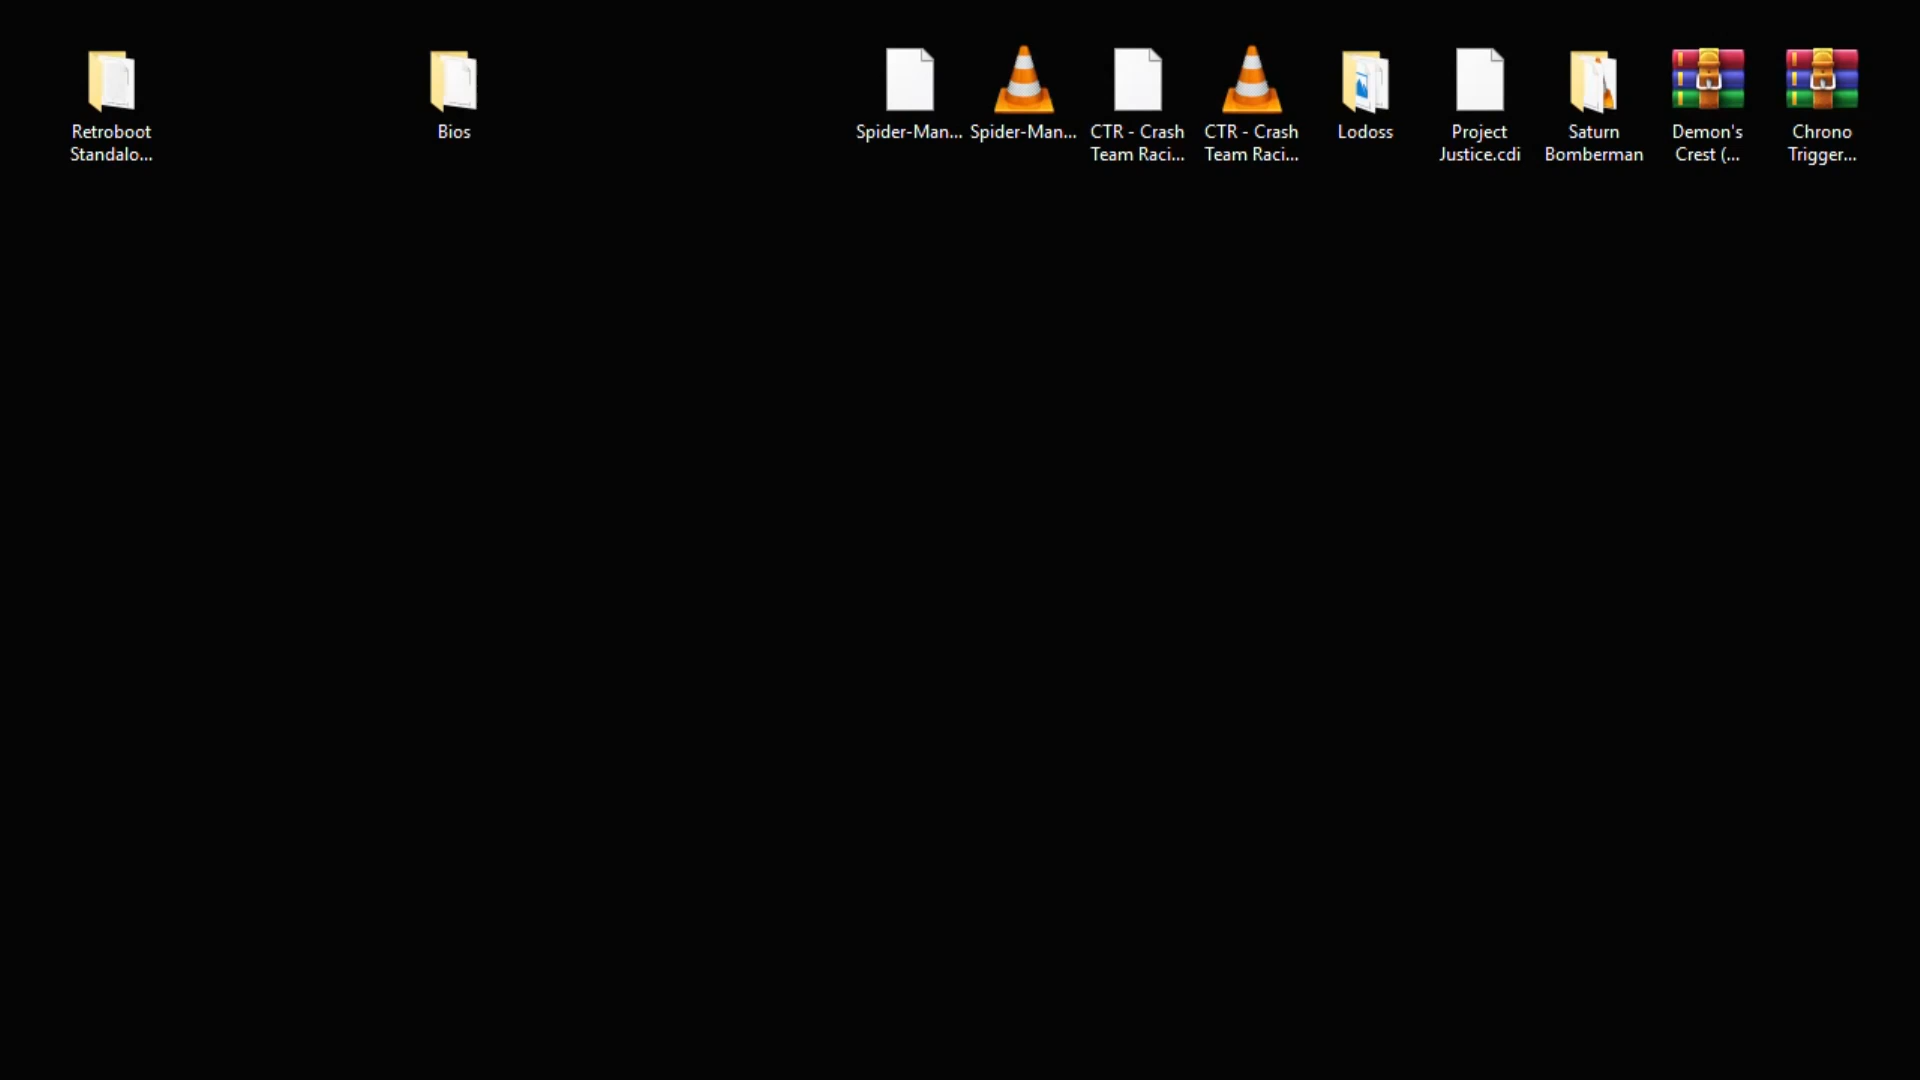 Retroboot
Standalo...
Bios
Spider-Man...
Spider-Man...
CTR - Crash
Team Raci...
CTR - Crash
Team Raci...
Lodoss
Project
Justice.cdi
Saturn
Bomberman
Demon's
Crest (...
Chrono
Trigger...